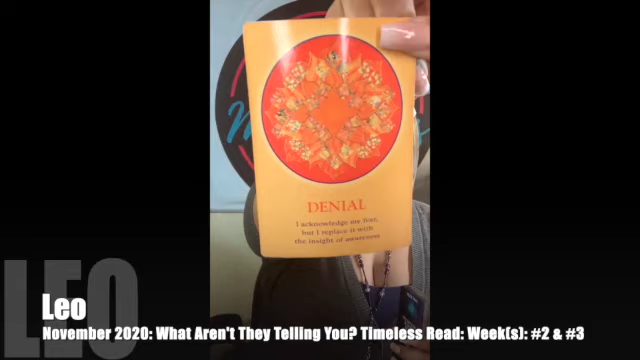 DENIAL
I acknowledge my fear,
but I replace it with
the insight of awareness
LEO
Leo
November 2020: What Aren't They Telling You? Timeless Read: Week(s): #2 & #3